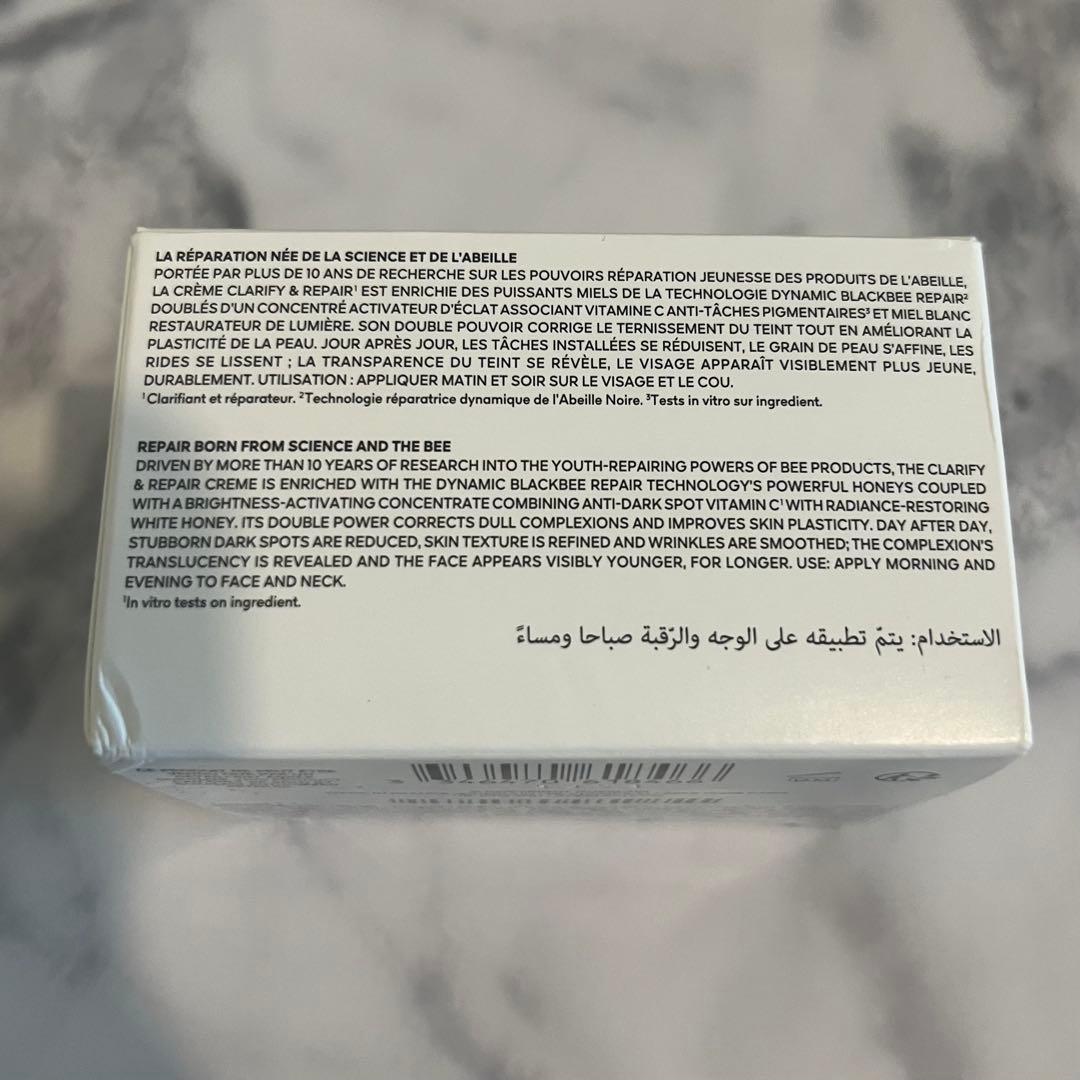 LA RÉPARATION NÉE DE LA SCIENCE ET DE L'ABEILLE
PORTÉE PAR PLUS DE 10 ANS DE RECHERCHE SUR LES POUVOIRS RÉPARATION JEUNESSE DES PRODUITS DE L'ABEILLE,
LA CRÈME CLARIFY & REPAIR¹ EST ENRICHIE DES PUISSANTS MIELS DE LA TECHNOLOGIE DYNAMIC BLACKBEE REPAIR²
DOUBLÉS D'UN CONCENTRÉ ACTIVATEUR D'ÉCLAT ASSOCIANT VITAMINE C ANTI-TÂCHES PIGMENTAIRES³ ET MIEL BLANC
RESTAURATEUR DE LUMIÈRE. SON DOUBLE POUVOIR CORRIGE LE TERNISSEMENT DU TEINT TOUT EN AMÉLIORANT LA
PLASTICITÉ DE LA PEAU. JOUR APRÈS JOUR, LES TÂCHES INSTALLÉES SE RÉDUISENT, LE GRAIN DE PEAU S'AFFINE, LES
RIDES SE LISSENT ; LA TRANSPARENCE DU TEINT SE RÉVÈLE, LE VISAGE APPARAÎT VISIBLEMENT PLUS JEUNE,
DURABLEMENT. UTILISATION : APPLIQUER MATIN ET SOIR SUR LE VISAGE ET LE COU.
¹Clarifiant et réparateur. ²Technologie réparatrice dynamique de l'Abeille Noire. ³Tests in vitro sur ingredient.
REPAIR BORN FROM SCIENCE AND THE BEE
DRIVEN BY MORE THAN 10 YEARS OF RESEARCH INTO THE YOUTH-REPAIRING POWERS OF BEE PRODUCTS, THE CLARIFY
& REPAIR CREME IS ENRICHED WITH THE DYNAMIC BLACKBEE REPAIR TECHNOLOGY'S POWERFUL HONEYS COUPLED
WITH A BRIGHTNESS-ACTIVATING CONCENTRATE COMBINING ANTI-DARK SPOT VITAMIN C¹ WITH RADIANCE-RESTORING
WHITE HONEY. ITS DOUBLE POWER CORRECTS DULL COMPLEXIONS AND IMPROVES SKIN PLASTICITY. DAY AFTER DAY,
STUBBORN DARK SPOTS ARE REDUCED, SKIN TEXTURE IS REFINED AND WRINKLES ARE SMOOTHED; THE COMPLEXION'S
TRANSLUCENCY IS REVEALED AND THE FACE APPEARS VISIBLY YOUNGER, FOR LONGER. USE: APPLY MORNING AND
EVENING TO FACE AND NECK.
¹In vitro tests on ingredient.
الاستخدام: يتمّ تطبيقه على الوجه والرّقبة صباحا ومساءً